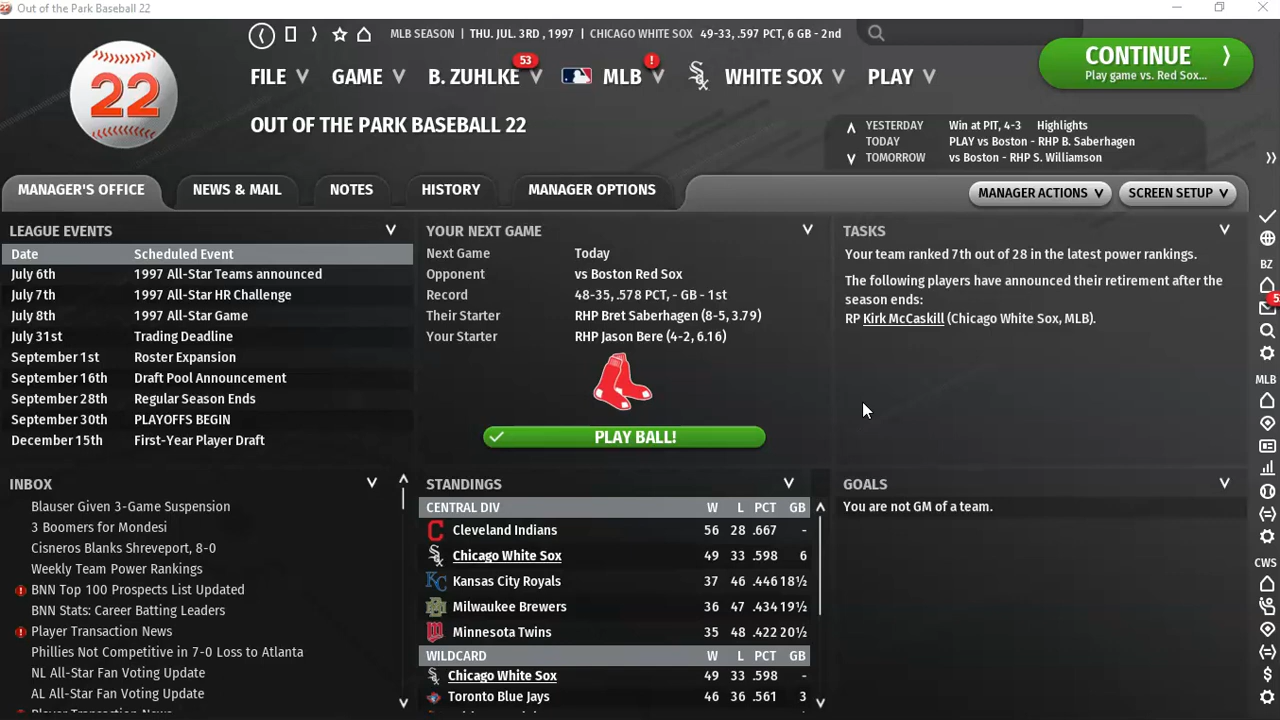 Out of the Park Baseball 22
MLB SEASON | THU. JUL. 3RD , 1997 | CHICAGO WHITE SOX 49-33, .597 PCT, 6 GB - 2nd
22
FILE GAME B. ZUHLKE 53 MLB ! WHITE SOX PLAY
CONTINUE
Play game vs. Red Sox...
OUT OF THE PARK BASEBALL 22
YESTERDAY Win at PIT, 4-3 Highlights
TODAY PLAY vs Boston - RHP B. Saberhagen
TOMORROW vs Boston - RHP S. Williamson
MANAGER'S OFFICE NEWS & MAIL NOTES HISTORY MANAGER OPTIONS MANAGER ACTIONS SCREEN SETUP
LEAGUE EVENTS
Date Scheduled Event
July 6th 1997 All-Star Teams announced
July 7th 1997 All-Star HR Challenge
July 8th 1997 All-Star Game
July 31st Trading Deadline
September 1st Roster Expansion
September 16th Draft Pool Announcement
September 28th Regular Season Ends
September 30th PLAYOFFS BEGIN
December 15th First-Year Player Draft
YOUR NEXT GAME
Next Game Today
Opponent vs Boston Red Sox
Record 48-35, .578 PCT, - GB - 1st
Their Starter RHP Bret Saberhagen (8-5, 3.79)
Your Starter RHP Jason Bere (4-2, 6.16)
PLAY BALL!
TASKS
Your team ranked 7th out of 28 in the latest power rankings.
The following players have announced their retirement after the
season ends:
RP Kirk McCaskill (Chicago White Sox, MLB).
INBOX
Blauser Given 3-Game Suspension
3 Boomers for Mondesi
Cisneros Blanks Shreveport, 8-0
Weekly Team Power Rankings
BNN Top 100 Prospects List Updated
BNN Stats: Career Batting Leaders
Player Transaction News
Phillies Not Competitive in 7-0 Loss to Atlanta
NL All-Star Fan Voting Update
AL All-Star Fan Voting Update
Player Transaction News
STANDINGS
CENTRAL DIV W L PCT GB
Cleveland Indians 56 28 .667 -
Chicago White Sox 49 33 .598 6
Kansas City Royals 37 46 .446 18½
Milwaukee Brewers 36 47 .434 19½
Minnesota Twins 35 48 .422 20½
WILDCARD W L PCT GB
Chicago White Sox 49 33 .598 -
Toronto Blue Jays 46 36 .561 3
GOALS
You are not GM of a team.
BZ
MLB
CWS